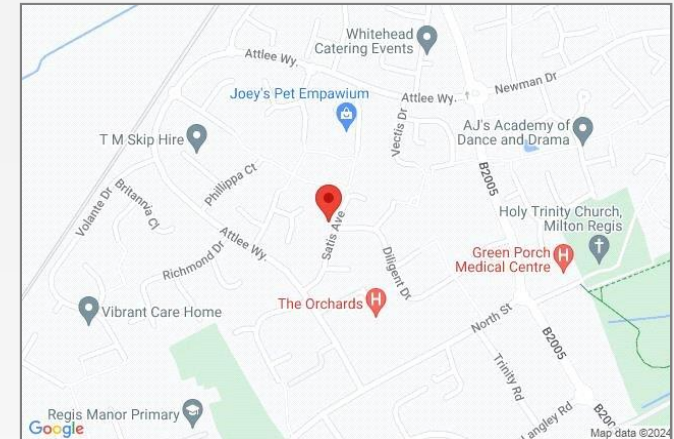 Whitehead
Catering Events
Attlee Wy.
Newman Dr
Joey's Pet Empawium
Attlee Wy.
Vectis Dr
AJ's Academy of
Dance and Drama
T M Skip Hire
B2005
Phillippa Ct
Volante Dr
Britannia Cl
Satis Ave
Holy Trinity Church,
Milton Regis
Attlee Wy.
Richmond Dr
Diligent Dr
Green Porch
Medical Centre
The Orchards
Vibrant Care Home
North St
B2005
Trinity Rd
Regis Manor Primary
Langley Rd
Google
Map data ©2024